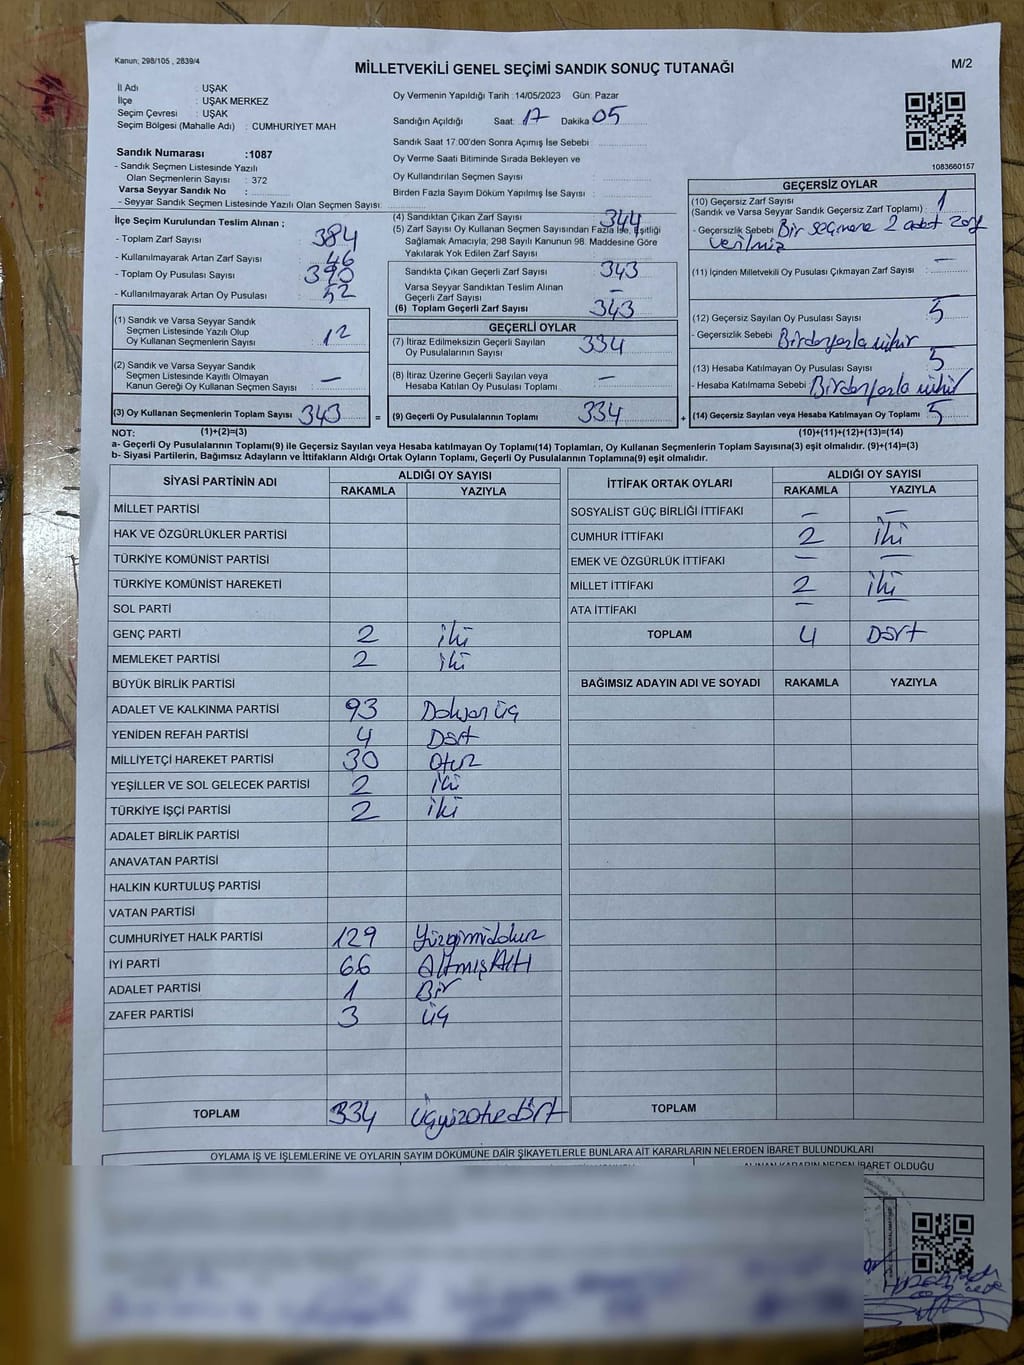 Kanun; 298/105 , 2839/4
MİLLETVEKİLİ GENEL SEÇİMİ SANDIK SONUÇ TUTANAĞI
M/2
İl Adı : UŞAK
İlçe : UŞAK MERKEZ
Seçim Çevresi : UŞAK
Seçim Bölgesi (Mahalle Adı) : CUMHURİYET MAH
Sandık Numarası :1087
- Sandık Seçmen Listesinde Yazılı
Olan Seçmenlerin Sayısı : 372
Varsa Seyyar Sandık No :
- Seyyar Sandık Seçmen Listesinde Yazılı Olan Seçmen Sayısı:
Oy Vermenin Yapıldığı Tarih :14/05/2023 Gün: Pazar
Sandığın Açıldığı Saat: 17 Dakika: 05
Sandık Saat 17:00'den Sonra Açımış İse Sebebi :
Oy Verme Saati Bitiminde Sırada Bekleyen ve
Oy Kullandırılan Seçmen Sayısı :
Birden Fazla Sayım Döküm Yapılmış İse Sayısı :
1083660157
İlçe Seçim Kurulundan Teslim Alınan ;
- Toplam Zarf Sayısı : 384
- Kullanılmayarak Artan Zarf Sayısı : 46
- Toplam Oy Pusulası Sayısı : 390
- Kullanılmayarak Artan Oy Pusulası : 52
(1) Sandık ve Varsa Seyyar Sandık
Seçmen Listesinde Yazılı Olup
Oy Kullanan Seçmenlerin Sayısı : 12
(2) Sandık ve Varsa Seyyar Sandık
Seçmen Listesinde Kayıtlı Olmayan
Kanun Gereği Oy Kullanan Seçmen Sayısı : —
(3) Oy Kullanan Seçmenlerin Toplam Sayısı : 343 =
(4) Sandıktan Çıkan Zarf Sayısı : 344
(5) Zarf Sayısı Oy Kullanan Seçmen Sayısından Fazla İse, Eşitliği
Sağlamak Amacıyla; 298 Sayılı Kanunun 98. Maddesine Göre
Yakılarak Yok Edilen Zarf Sayısı :
Sandıkta Çıkan Geçerli Zarf Sayısı : 343
Varsa Seyyar Sandıktan Teslim Alınan
Geçerli Zarf Sayısı : —
(6) Toplam Geçerli Zarf Sayısı : 343
GEÇERLİ OYLAR
(7) İtiraz Edilmeksizin Geçerli Sayılan
Oy Pusulalarının Sayısı : 334
(8) İtiraz Üzerine Geçerli Sayılan veya
Hesaba Katılan Oy Pusulası Toplamı : —
(9) Geçerli Oy Pusulalarının Toplamı : 334 +
GEÇERSİZ OYLAR
(10) Geçersiz Zarf Sayısı : 1
(Sandık ve Varsa Seyyar Sandık Geçersiz Zarf Toplamı)
- Geçersizlik Sebebi : Bir seçmene 2 adet zarf
verilmiz
(11) İçinden Milletvekili Oy Pusulası Çıkmayan Zarf Sayısı : —
(12) Geçersiz Sayılan Oy Pusulası Sayısı : 5
- Geçersizlik Sebebi : Birdenfazla mühür
(13) Hesaba Katılmayan Oy Pusulası Sayısı : 5
- Hesaba Katılmama Sebebi : Birdenfazla mühür
(14) Geçersiz Sayılan veya Hesaba Katılmayan Oy Toplamı : 5
NOT: (1)+(2)=(3) (10)+(11)+(12)+(13)=(14)
a- Geçerli Oy Pusulalarının Toplamı(9) ile Geçersiz Sayılan veya Hesaba katılmayan Oy Toplamı(14) Toplamları, Oy Kullanan Seçmenlerin Toplam Sayısına(3) eşit olmalıdır. (9)+(14)=(3)
b- Siyasi Partilerin, Bağımsız Adayların ve İttifakların Aldığı Ortak Oyların Toplamı, Geçerli Oy Pusulalarının Toplamına(9) eşit olmalıdır.
SİYASİ PARTİNİN ADI ALDIĞI OY SAYISI
RAKAMLA YAZIYLA
MİLLET PARTİSİ
HAK VE ÖZGÜRLÜKLER PARTİSİ
TÜRKİYE KOMÜNİST PARTİSİ
TÜRKİYE KOMÜNİST HAREKETİ
SOL PARTİ
GENÇ PARTİ 2 iki
MEMLEKET PARTİSİ 2 iki
BÜYÜK BİRLİK PARTİSİ
ADALET VE KALKINMA PARTİSİ 93 Doksan üç
YENİDEN REFAH PARTİSİ 4 Dört
MİLLİYETÇİ HAREKET PARTİSİ 30 Otuz
YEŞİLLER VE SOL GELECEK PARTİSİ 2 iki
TÜRKİYE İŞÇİ PARTİSİ 2 iki
ADALET BİRLİK PARTİSİ
ANAVATAN PARTİSİ
HALKIN KURTULUŞ PARTİSİ
VATAN PARTİSİ
CUMHURİYET HALK PARTİSİ 129 Yüzyirmidokuz
İYİ PARTİ 66 Altmış Altı
ADALET PARTİSİ 1 Bir
ZAFER PARTİSİ 3 üç
TOPLAM 334 Üçyüzotuzdört
İTTİFAK ORTAK OYLARI ALDIĞI OY SAYISI
RAKAMLA YAZIYLA
SOSYALİST GÜÇ BİRLİĞİ İTTİFAKI — —
CUMHUR İTTİFAKI 2 iki
EMEK VE ÖZGÜRLÜK İTTİFAKI — —
MİLLET İTTİFAKI 2 iki
ATA İTTİFAKI — —
TOPLAM 4 Dört
BAĞIMSIZ ADAYIN ADI VE SOYADI RAKAMLA YAZIYLA
TOPLAM
OYLAMA İŞ VE İŞLEMLERİNE VE OYLARIN SAYIM DÖKÜMÜNE DAİR ŞİKAYETLERLE BUNLARA AİT KARARLARIN NELERDEN İBARET BULUNDUKLARI
ALINAN KARARIN NEDEN İBARET OLDUĞU